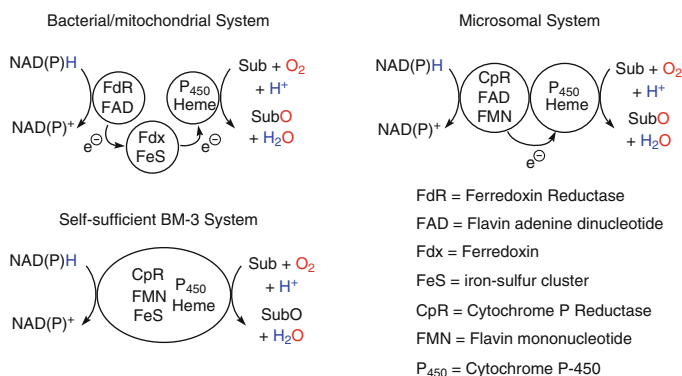 Bacterial/mitochondrial System
NAD(P)H
NAD(P)+
FdR
FAD
e⊖
Fdx
FeS
e⊖
P450
Heme
Sub + O2
+ H+
SubO
+ H2O
Microsomal System
NAD(P)H
NAD(P)+
CpR
FAD
FMN
e⊖
P450
Heme
Sub + O2
+ H+
SubO
+ H2O
Self-sufficient BM-3 System
NAD(P)H
NAD(P)+
CpR
FMN
FeS
P450
Heme
Sub + O2
+ H+
SubO
+ H2O
FdR = Ferredoxin Reductase
FAD = Flavin adenine dinucleotide
Fdx = Ferredoxin
FeS = iron-sulfur cluster
CpR = Cytochrome P Reductase
FMN = Flavin mononucleotide
P450 = Cytochrome P-450